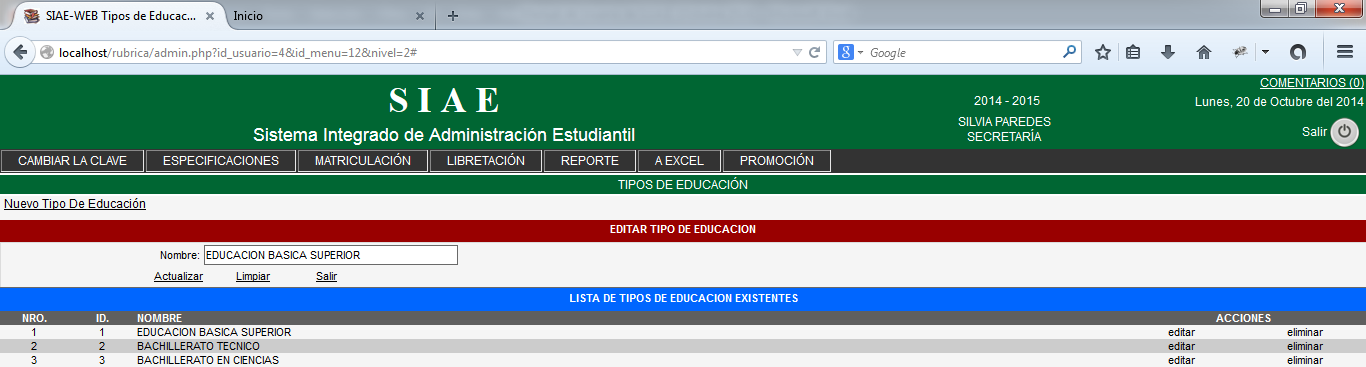 SIAE-WEB Tipos de Educac... ×
Inicio ×
localhost/rubrica/admin.php?id_usuario=4&id_menu=12&nivel=2#
Google
COMENTARIOS (0)
S I A E
2014 - 2015
Lunes, 20 de Octubre del 2014
Sistema Integrado de Administración Estudiantil
SILVIA PAREDES
SECRETARÍA
Salir
CAMBIAR LA CLAVE ESPECIFICACIONES MATRICULACIÓN LIBRETACIÓN REPORTE A EXCEL PROMOCIÓN
TIPOS DE EDUCACIÓN
Nuevo Tipo De Educación
EDITAR TIPO DE EDUCACION
Nombre: EDUCACION BASICA SUPERIOR
Actualizar Limpiar Salir
LISTA DE TIPOS DE EDUCACION EXISTENTES
NRO. ID. NOMBRE ACCIONES
1 1 EDUCACION BASICA SUPERIOR editar eliminar
2 2 BACHILLERATO TECNICO editar eliminar
3 3 BACHILLERATO EN CIENCIAS editar eliminar